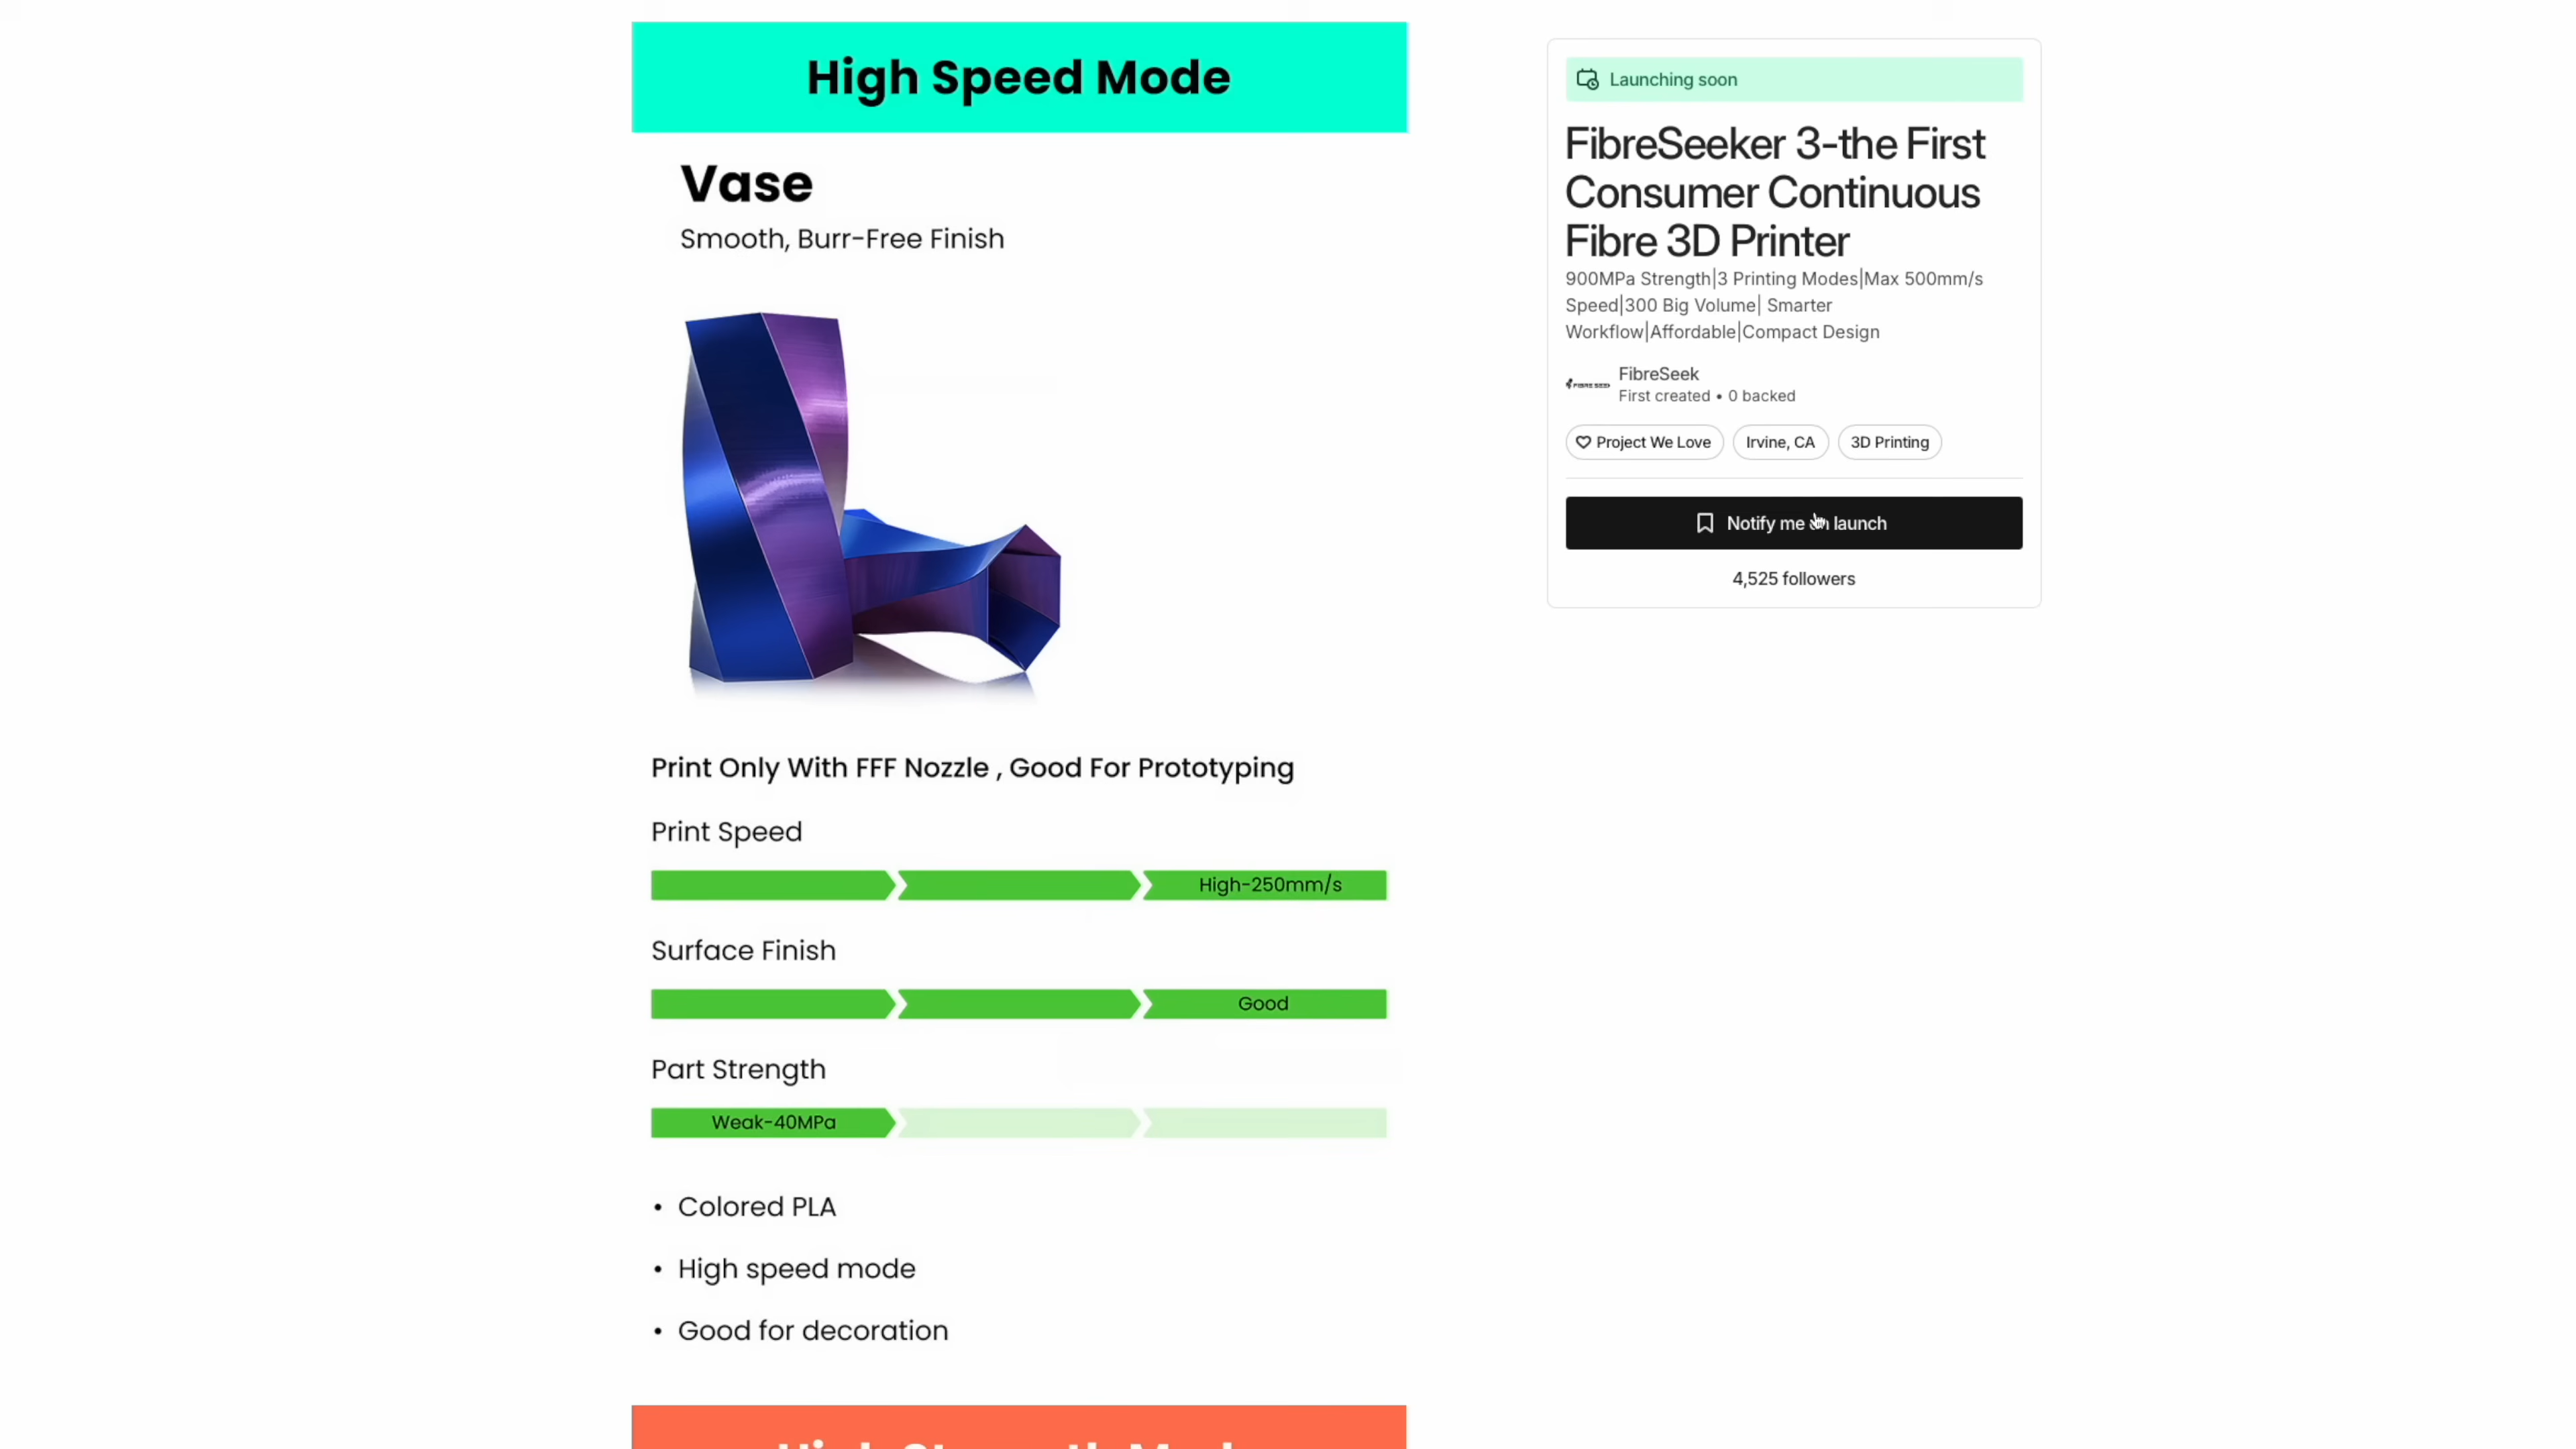 High Speed Mode
Vase
Smooth, Burr-Free Finish
Print Only With FFF Nozzle , Good For Prototyping
Print Speed
High-250mm/s
Surface Finish
Good
Part Strength
Weak-40MPa
• Colored PLA
• High speed mode
• Good for decoration
Launching soon
FibreSeeker 3-the First
Consumer Continuous
Fibre 3D Printer
900MPa Strength|3 Printing Modes|Max 500mm/s
Speed|300 Big Volume| Smarter
Workflow|Affordable|Compact Design
FibreSeek
First created • 0 backed
Project We Love
Irvine, CA
3D Printing
Notify me on launch
4,525 followers